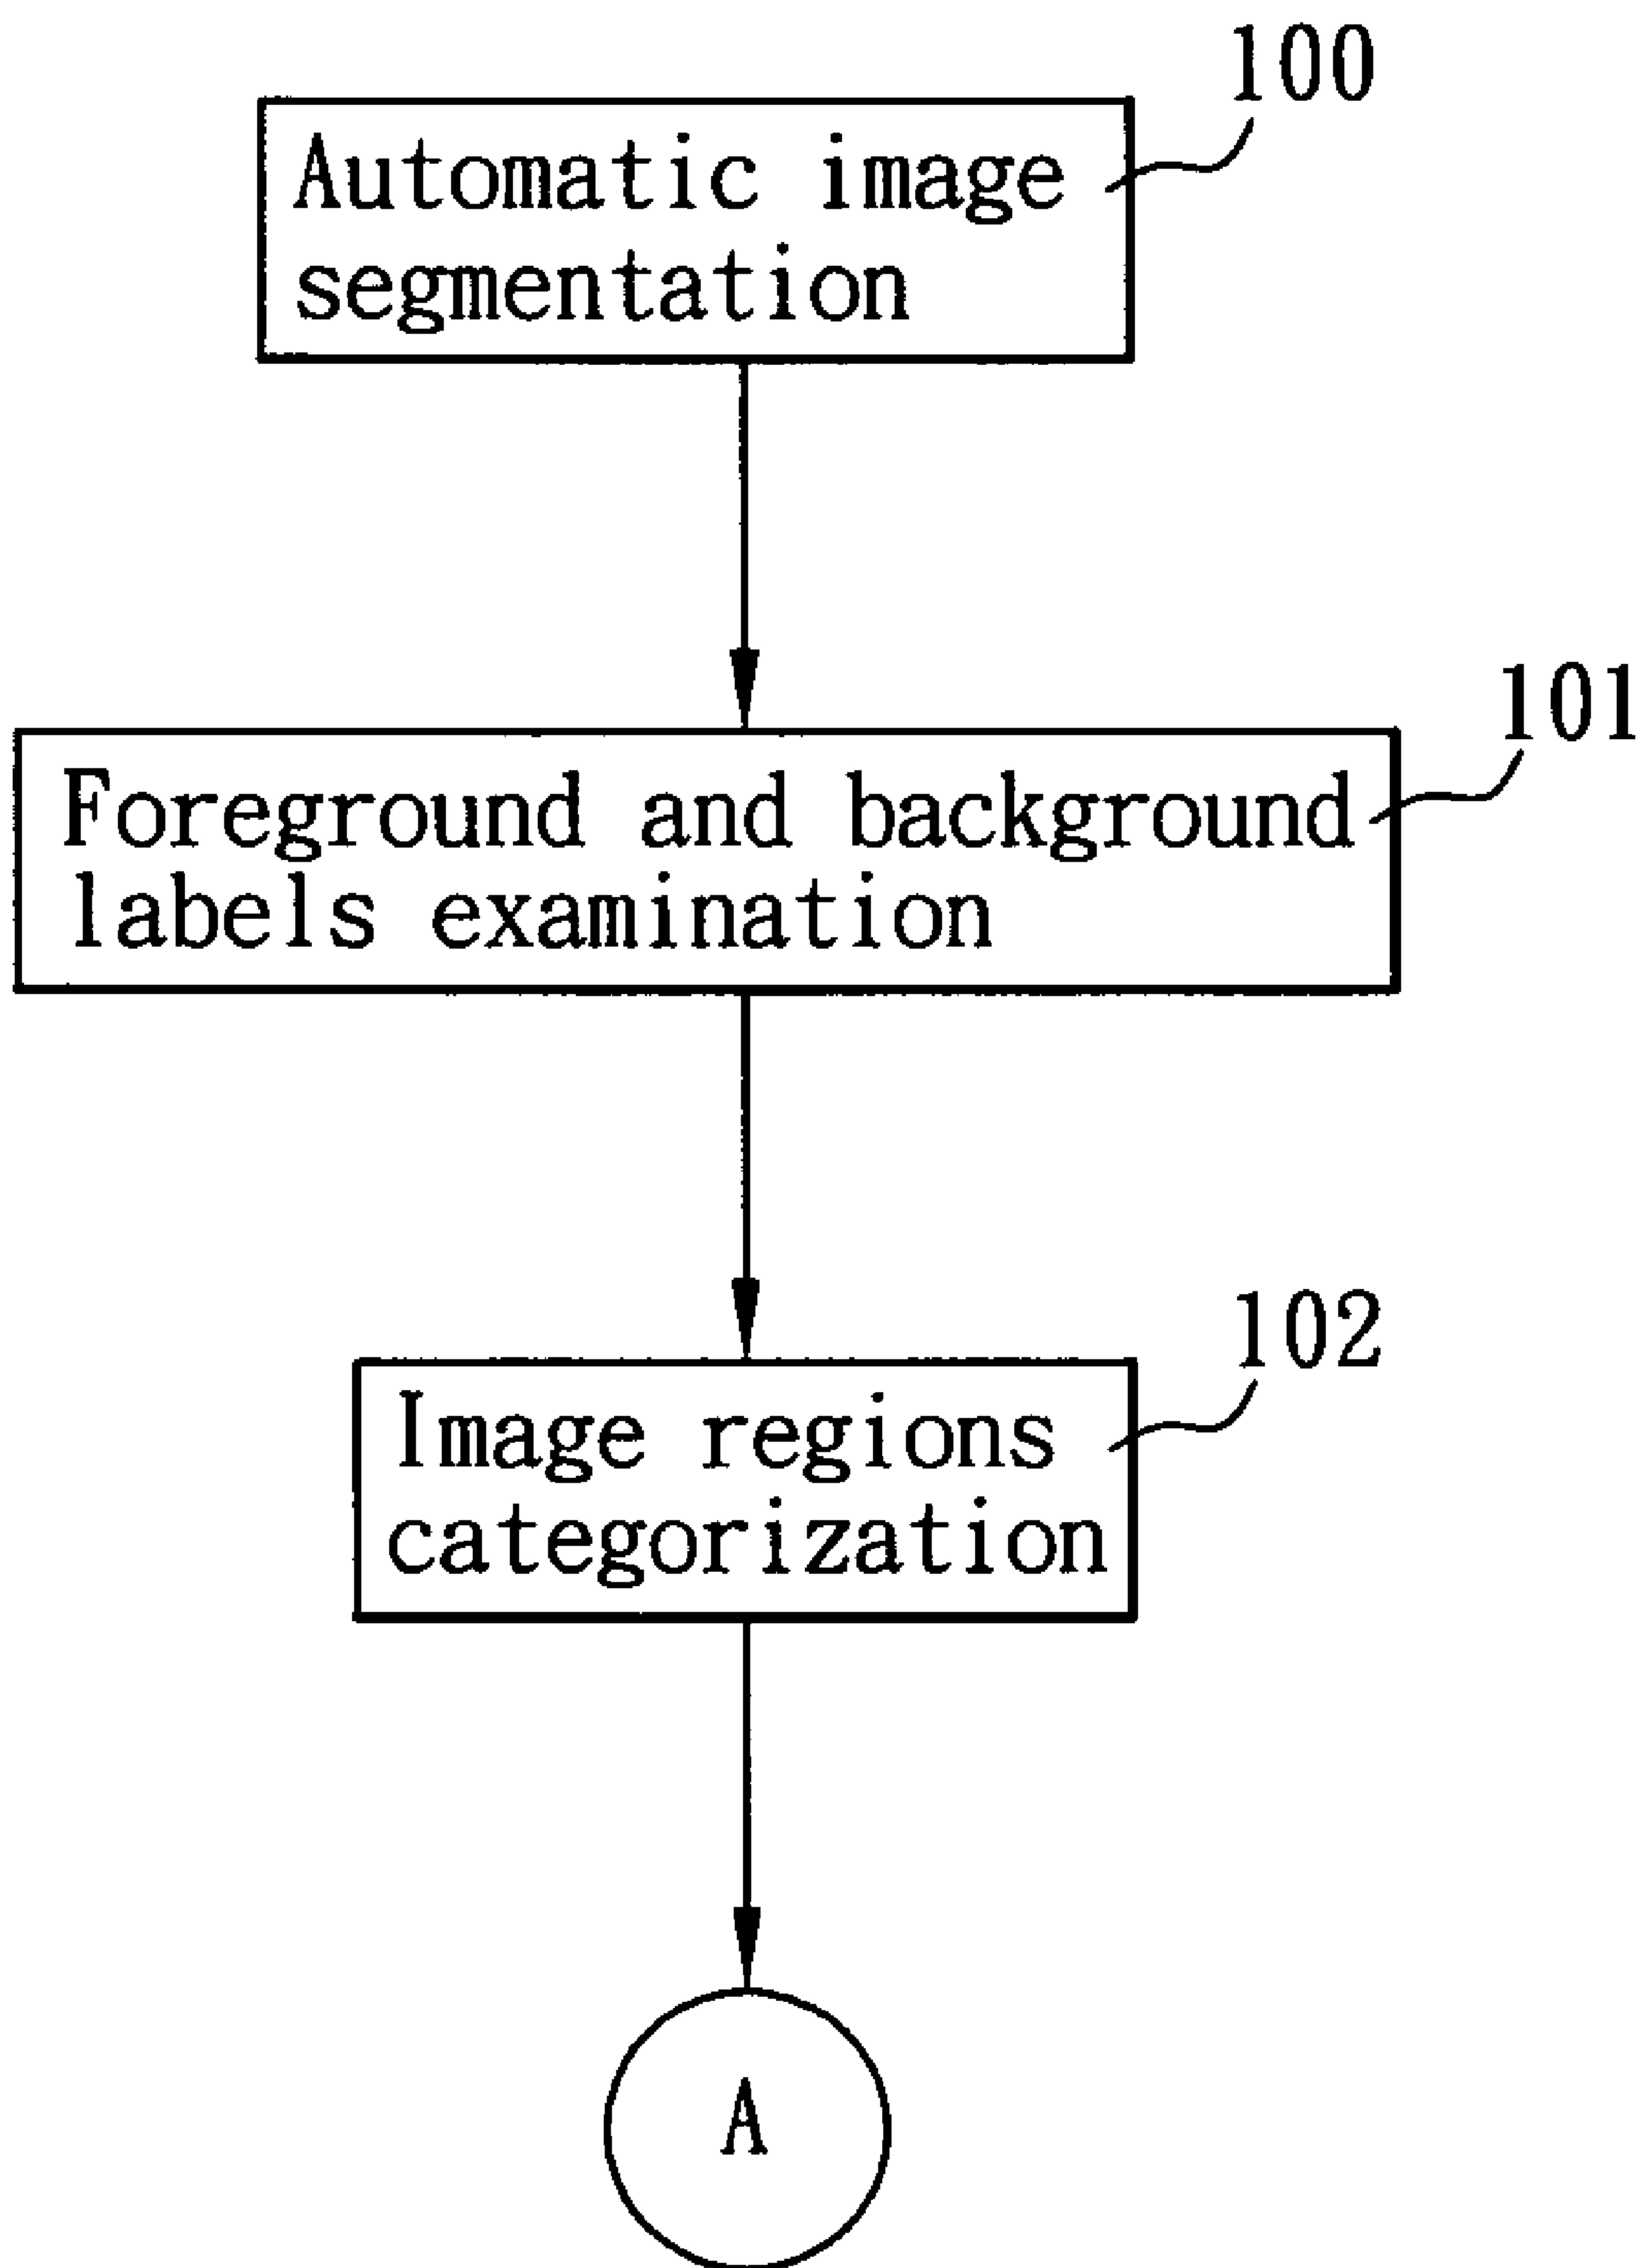 100
Automatic image
segmentation
101
Foreground and background
labels examination
102
Image regions
categorization
A